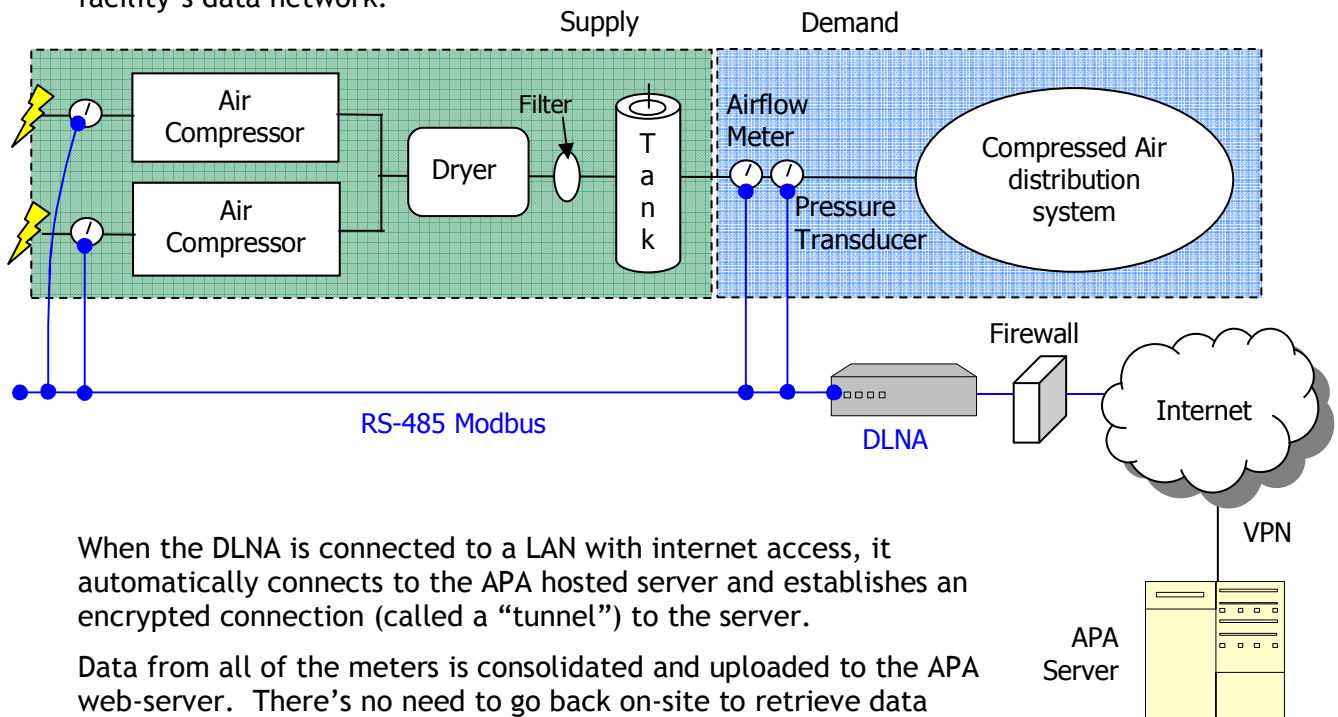 facility's data network.
Supply
Demand
Air
Compressor
Air
Compressor
Dryer
Filter
T
a
n
k
Airflow
Meter
Pressure
Transducer
Compressed Air
distribution
system
RS-485 Modbus
DLNA
Firewall
Internet
VPN
APA
Server
When the DLNA is connected to a LAN with internet access, it
automatically connects to the APA hosted server and establishes an
encrypted connection (called a “tunnel”) to the server.
Data from all of the meters is consolidated and uploaded to the APA
web-server.  There’s no need to go back on-site to retrieve data